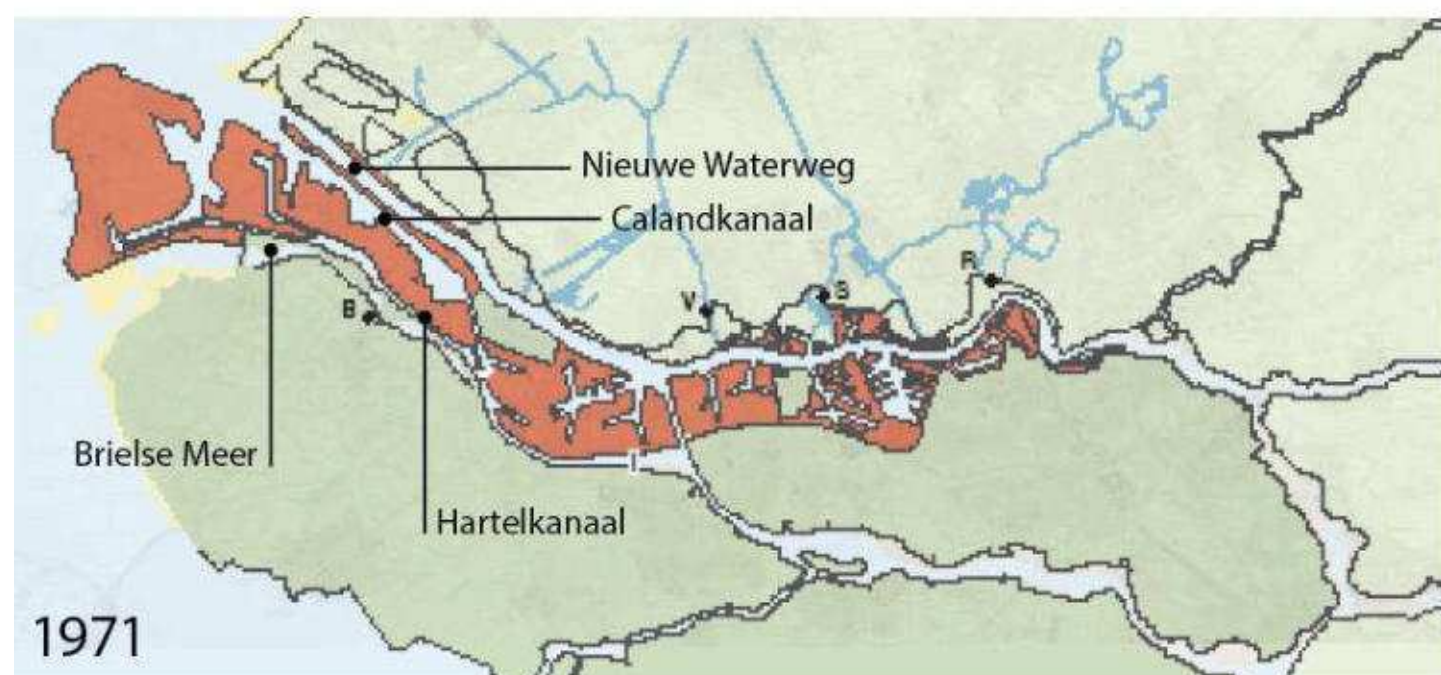 Nieuwe Waterweg
Calandkanaal
R
V
S
B
Brielse Meer
Hartelkanaal
1971